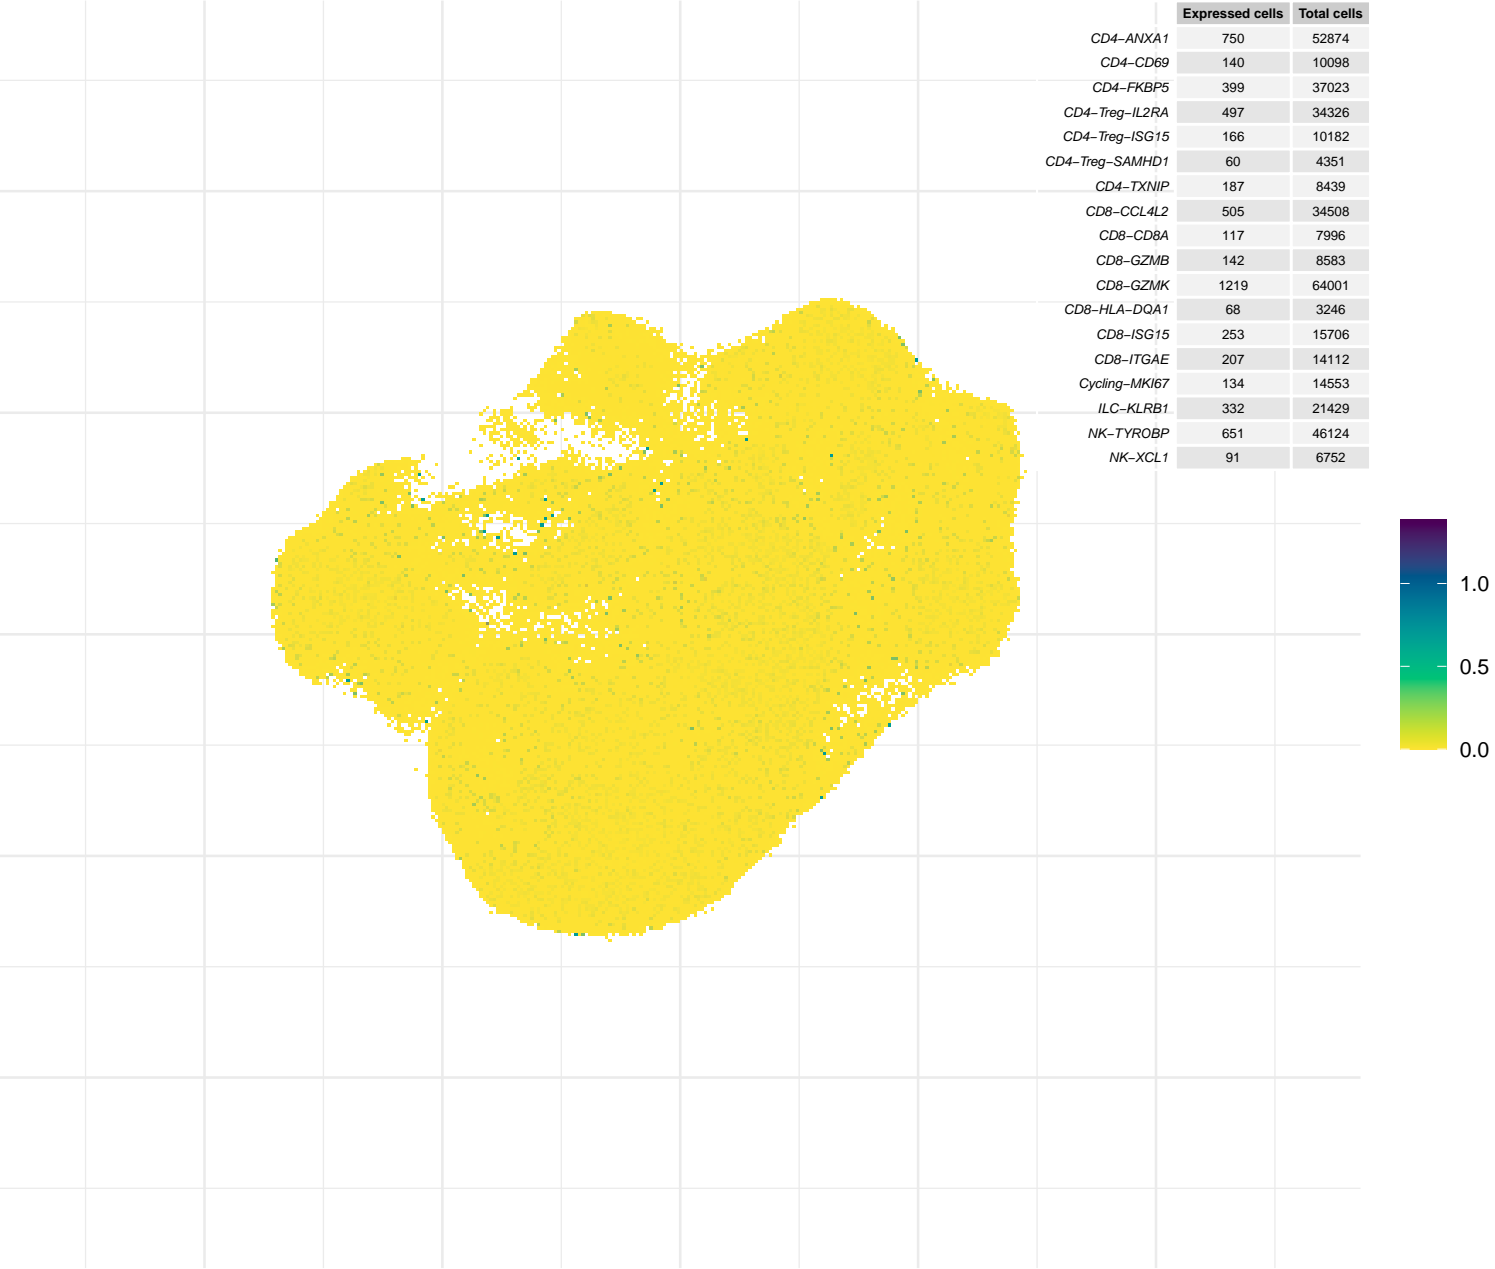 Expressed cells Total cells
CD4−ANXA1 750 52874
CD4−CD69 140 10098
CD4−FKBP5 399 37023
CD4−Treg−IL2RA 497 34326
CD4−Treg−ISG15 166 10182
CD4−Treg−SAMHD1 60 4351
CD4−TXNIP 187 8439
CD8−CCL4L2 505 34508
CD8−CD8A 117 7996
CD8−GZMB 142 8583
CD8−GZMK 1219 64001
CD8−HLA−DQA1 68 3246
CD8−ISG15 253 15706
CD8−ITGAE 207 14112
Cycling−MKI67 134 14553
ILC−KLRB1 332 21429
NK−TYROBP 651 46124
NK−XCL1 91 6752
1.0
0.5
0.0